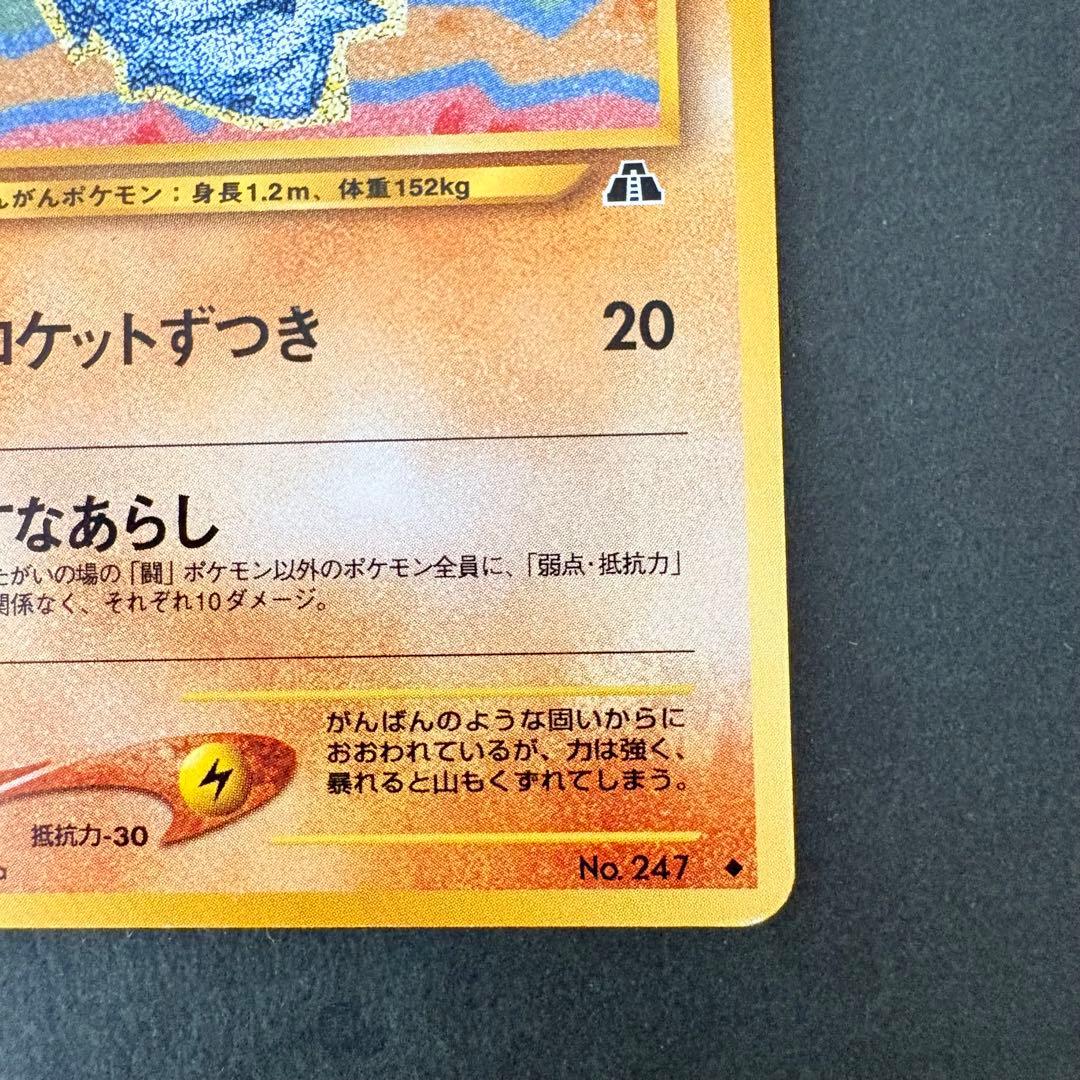 んがんポケモン：身長1.2m、体重152kg
ロケットずつき 20
すなあらし
たがいの場の「闘」ポケモン以外のポケモン全員に、「弱点・抵抗力」
関係なく、それぞれ10ダメージ。
がんばんのような固いからに
おおわれているが、力は強く、
暴れると山もくずれてしまう。
抵抗力-30
No. 247